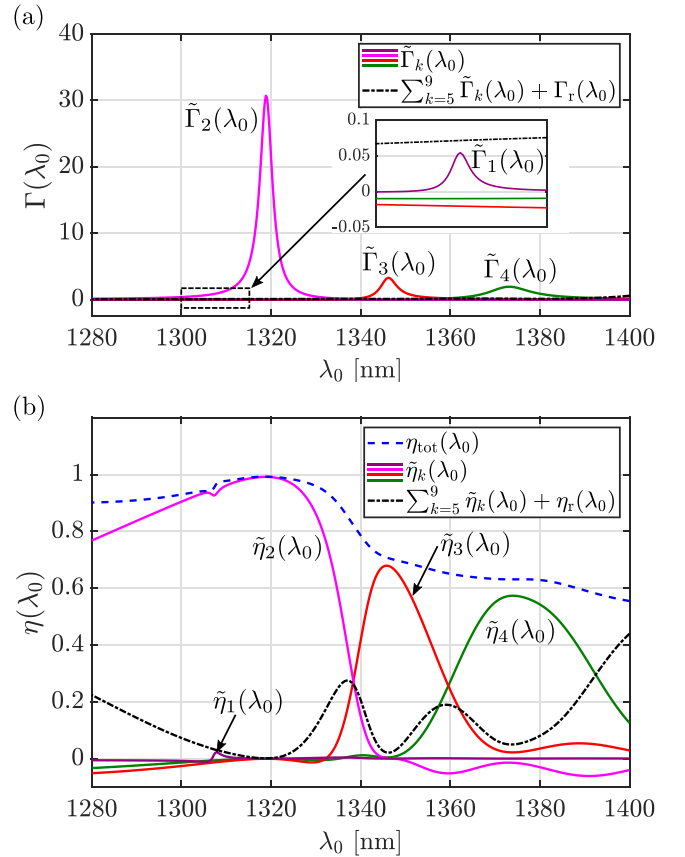 (a)
Γ(λ₀)
40
30
20
10
0
Γ̃ₖ(λ₀)
∑⁹ₖ₌₅ Γ̃ₖ(λ₀) + Γᵣ(λ₀)
Γ̃₂(λ₀)
0.1
0.05
0
-0.05
Γ̃₁(λ₀)
Γ̃₃(λ₀)
Γ̃₄(λ₀)
1280 1300 1320 1340 1360 1380 1400
λ₀ [nm]
(b)
η(λ₀)
1
0.8
0.6
0.4
0.2
0
ηₜₒₜ(λ₀)
η̃ₖ(λ₀)
∑⁹ₖ₌₅ η̃ₖ(λ₀) + ηᵣ(λ₀)
η̃₂(λ₀)
η̃₃(λ₀)
η̃₄(λ₀)
η̃₁(λ₀)
1280 1300 1320 1340 1360 1380 1400
λ₀ [nm]